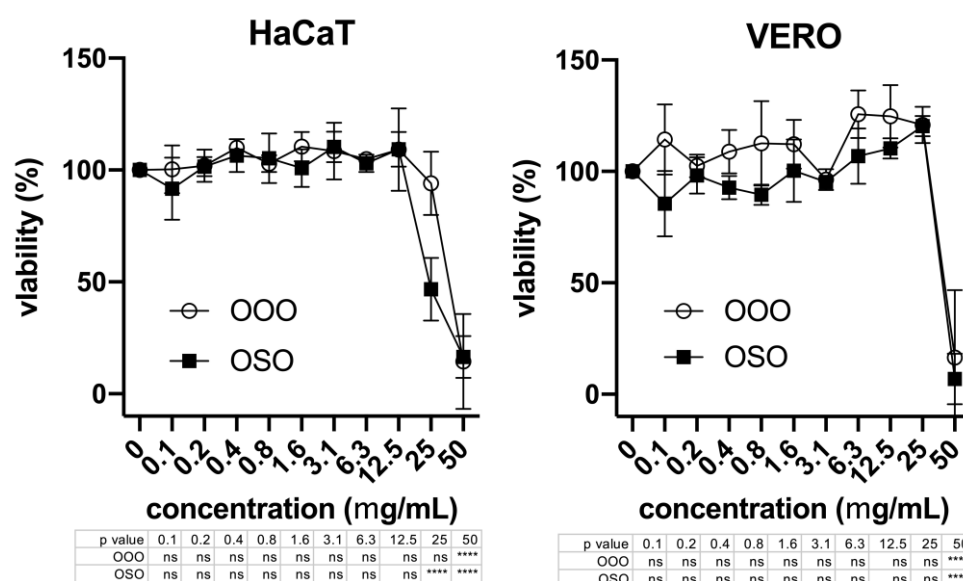 HaCaT
150
100
50
0
vlability (%)
OOO
OSO
0 0.1 0.2 0.4 0.8 1.6 3.1 6.3 12.5 25 50
concentration (mg/mL)
p value 0.1 0.2 0.4 0.8 1.6 3.1 6.3 12.5 25 50
OOO ns ns ns ns ns ns ns ns ns ****
OSO ns ns ns ns ns ns ns ns **** ****
VERO
150
100
50
0
vlability (%)
OOO
OSO
0 0.1 0.2 0.4 0.8 1.6 3.1 6.3 12.5 25 50
concentration (mg/mL)
p value 0.1 0.2 0.4 0.8 1.6 3.1 6.3 12.5 25
OOO ns ns ns ns ns ns ns ns ns
OSO ns ns ns ns ns ns ns ns ns